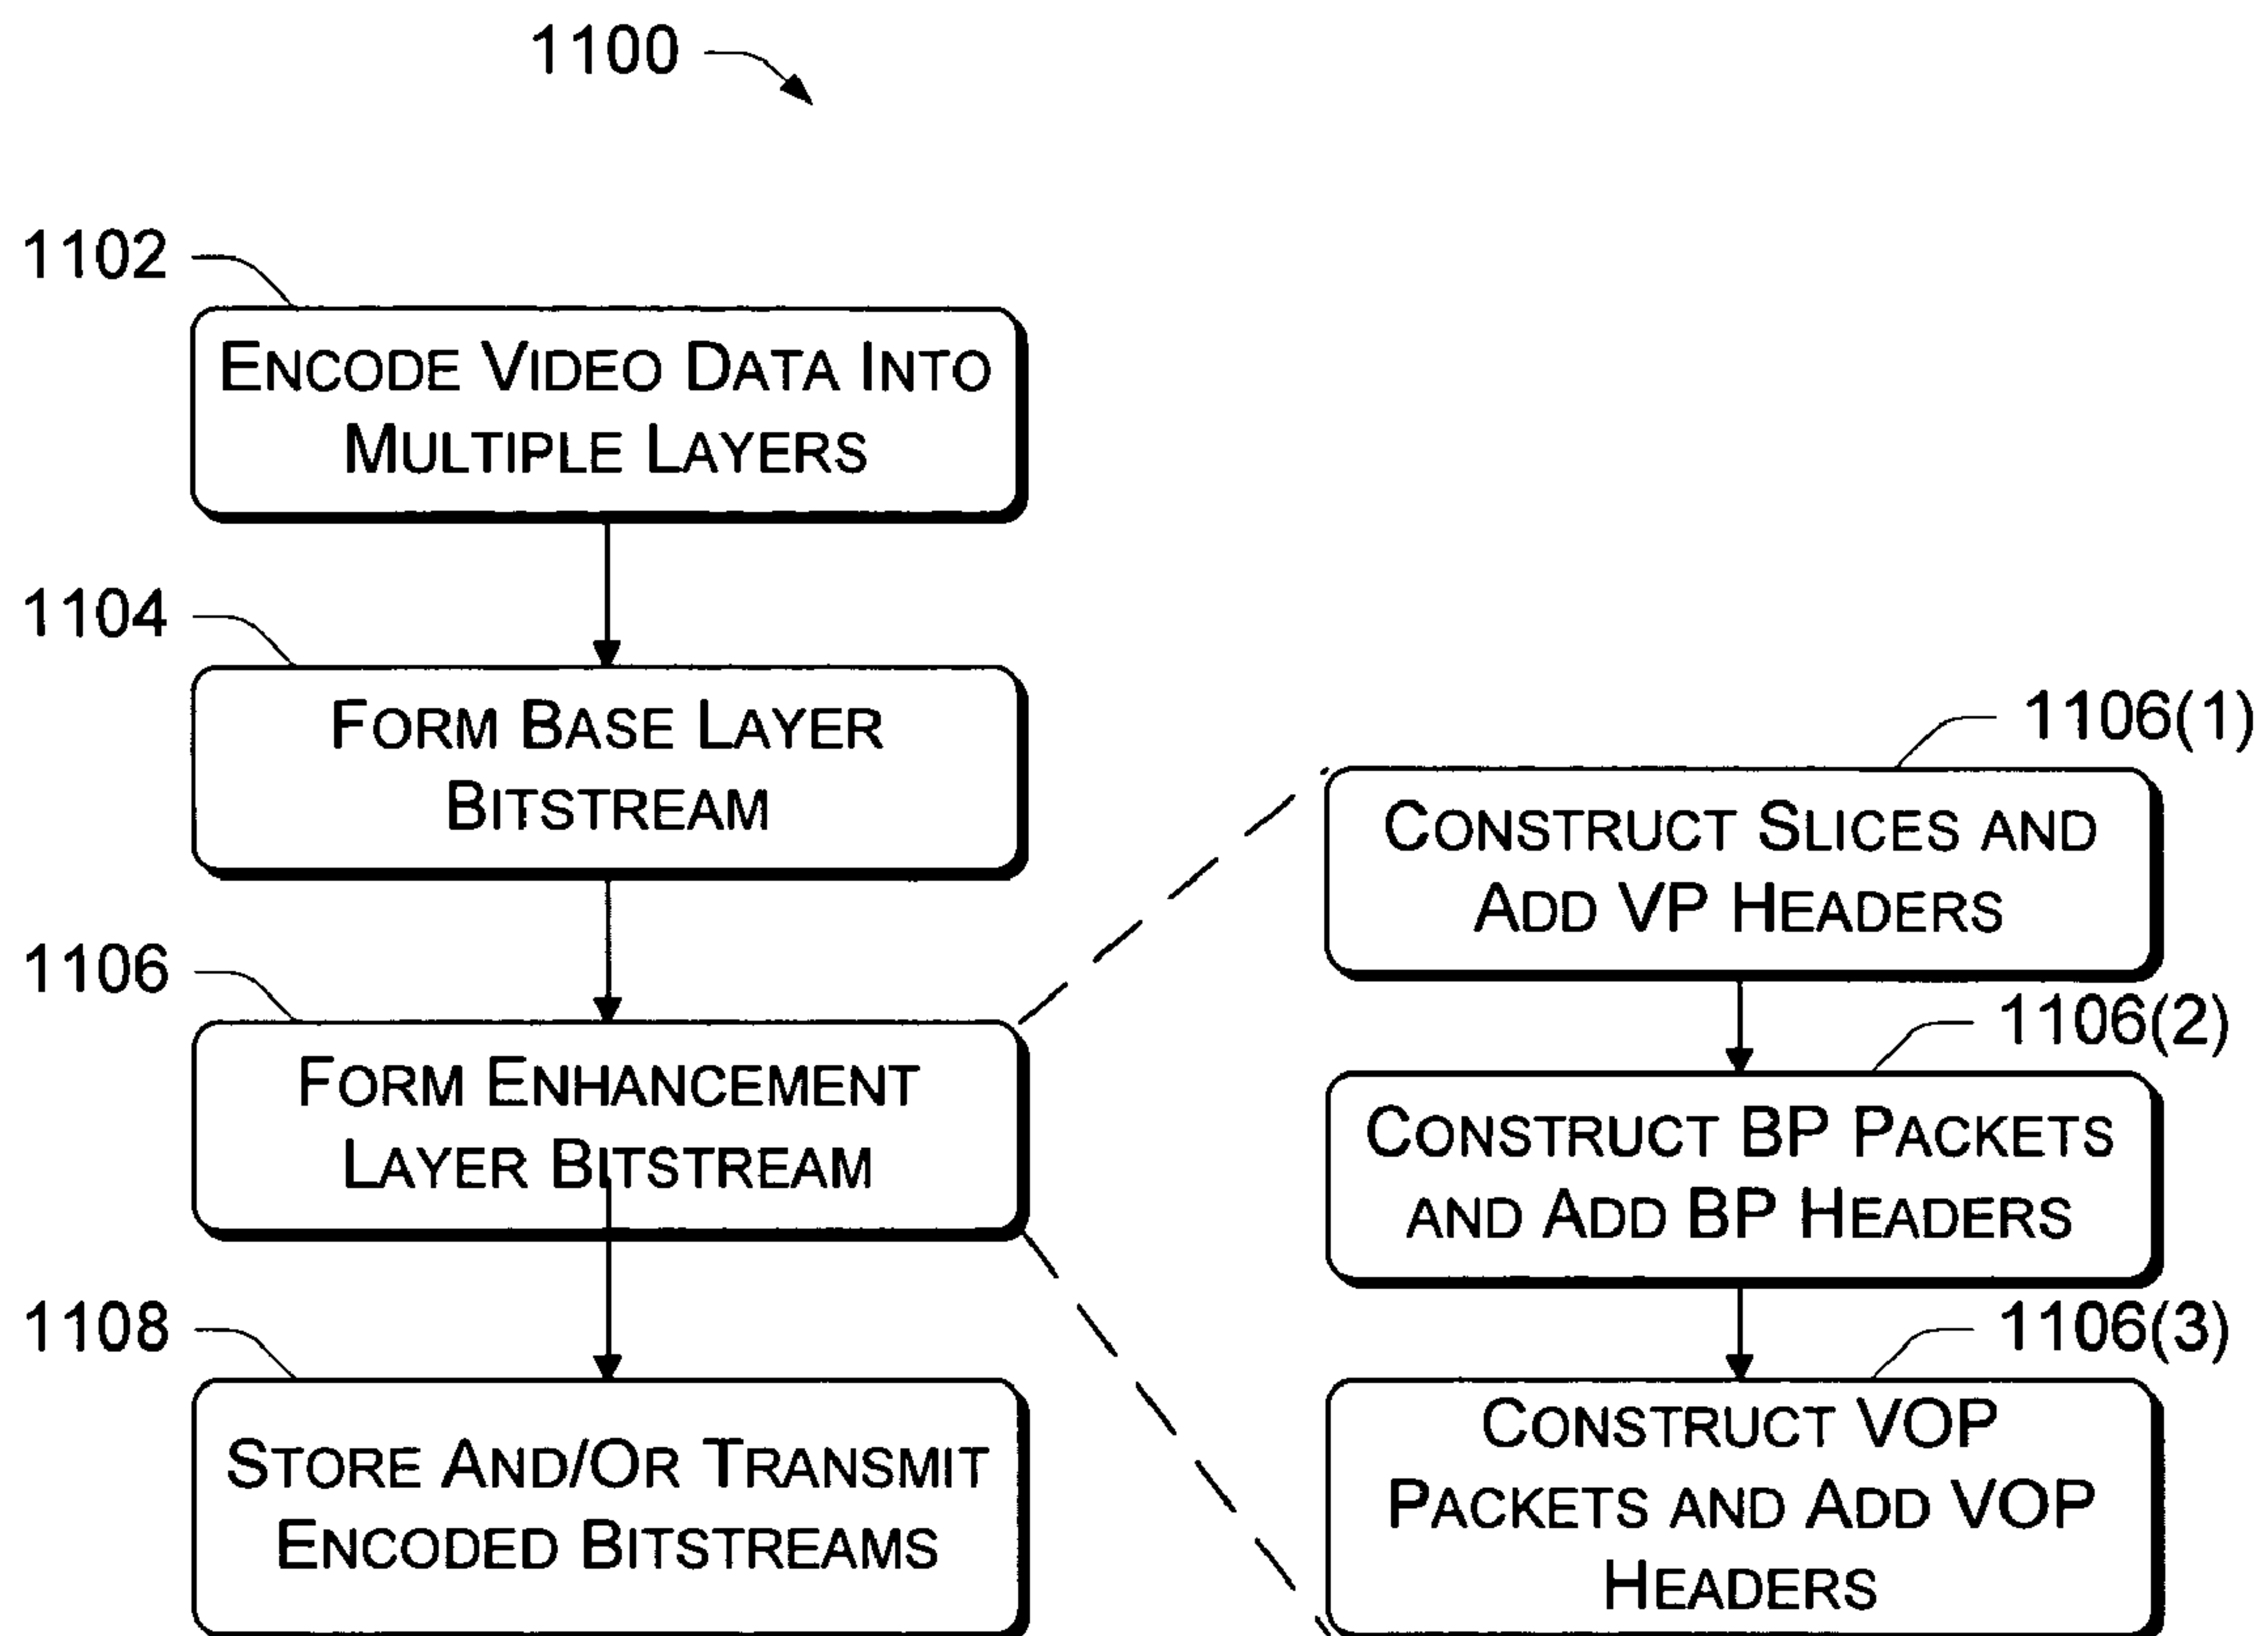 1100
1102
ENCODE VIDEO DATA INTO
MULTIPLE LAYERS
1104
FORM BASE LAYER
BITSTREAM
1106
FORM ENHANCEMENT
LAYER BITSTREAM
1108
STORE AND/OR TRANSMIT
ENCODED BITSTREAMS
1106(1)
CONSTRUCT SLICES AND
ADD VP HEADERS
1106(2)
CONSTRUCT BP PACKETS
AND ADD BP HEADERS
1106(3)
CONSTRUCT VOP
PACKETS AND ADD VOP
HEADERS